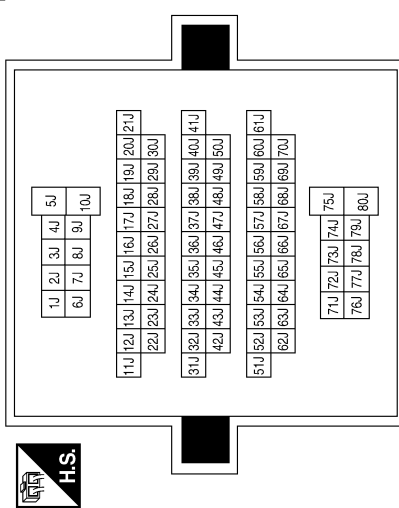 1J 2J 3J 4J 5J
6J 7J 8J 9J 10J
11J 12J 13J 14J 15J 16J 17J 18J 19J 20J 21J
22J 23J 24J 25J 26J 27J 28J 29J 30J
31J 32J 33J 34J 35J 36J 37J 38J 39J 40J 41J
42J 43J 44J 45J 46J 47J 48J 49J 50J
51J 52J 53J 54J 55J 56J 57J 58J 59J 60J 61J
62J 63J 64J 65J 66J 67J 68J 69J 70J
71J 72J 73J 74J 75J
76J 77J 78J 79J 80J
H.S.